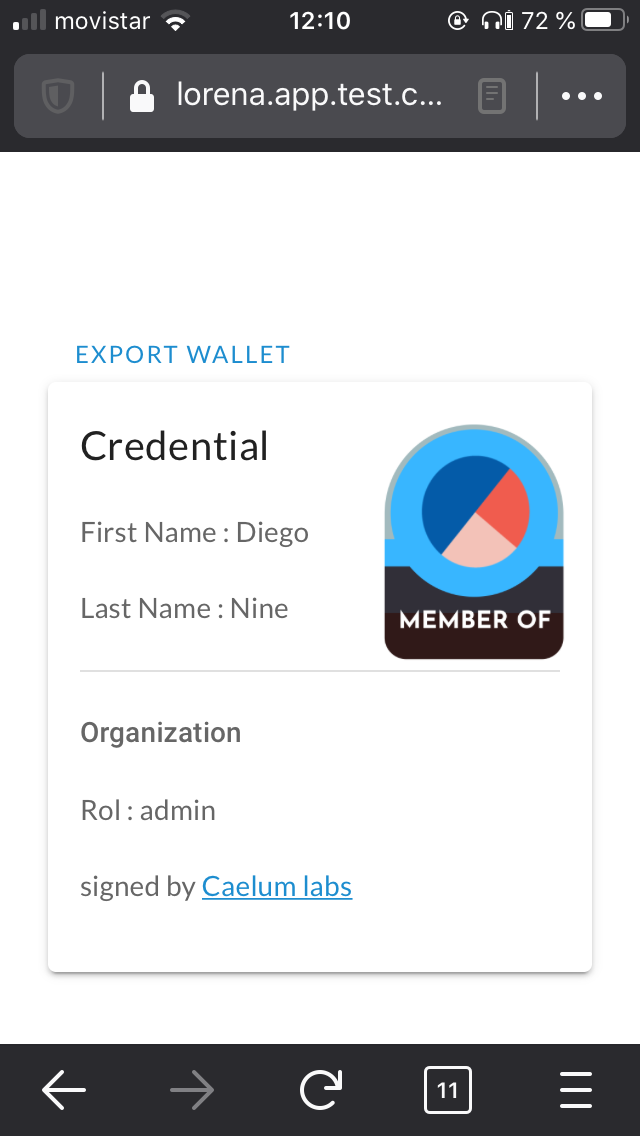 movistar 12:10 72 %
lorena.app.test.c...
EXPORT WALLET
Credential
First Name : Diego
Last Name : Nine
MEMBER OF
Organization
Rol : admin
signed by Caelum labs
11